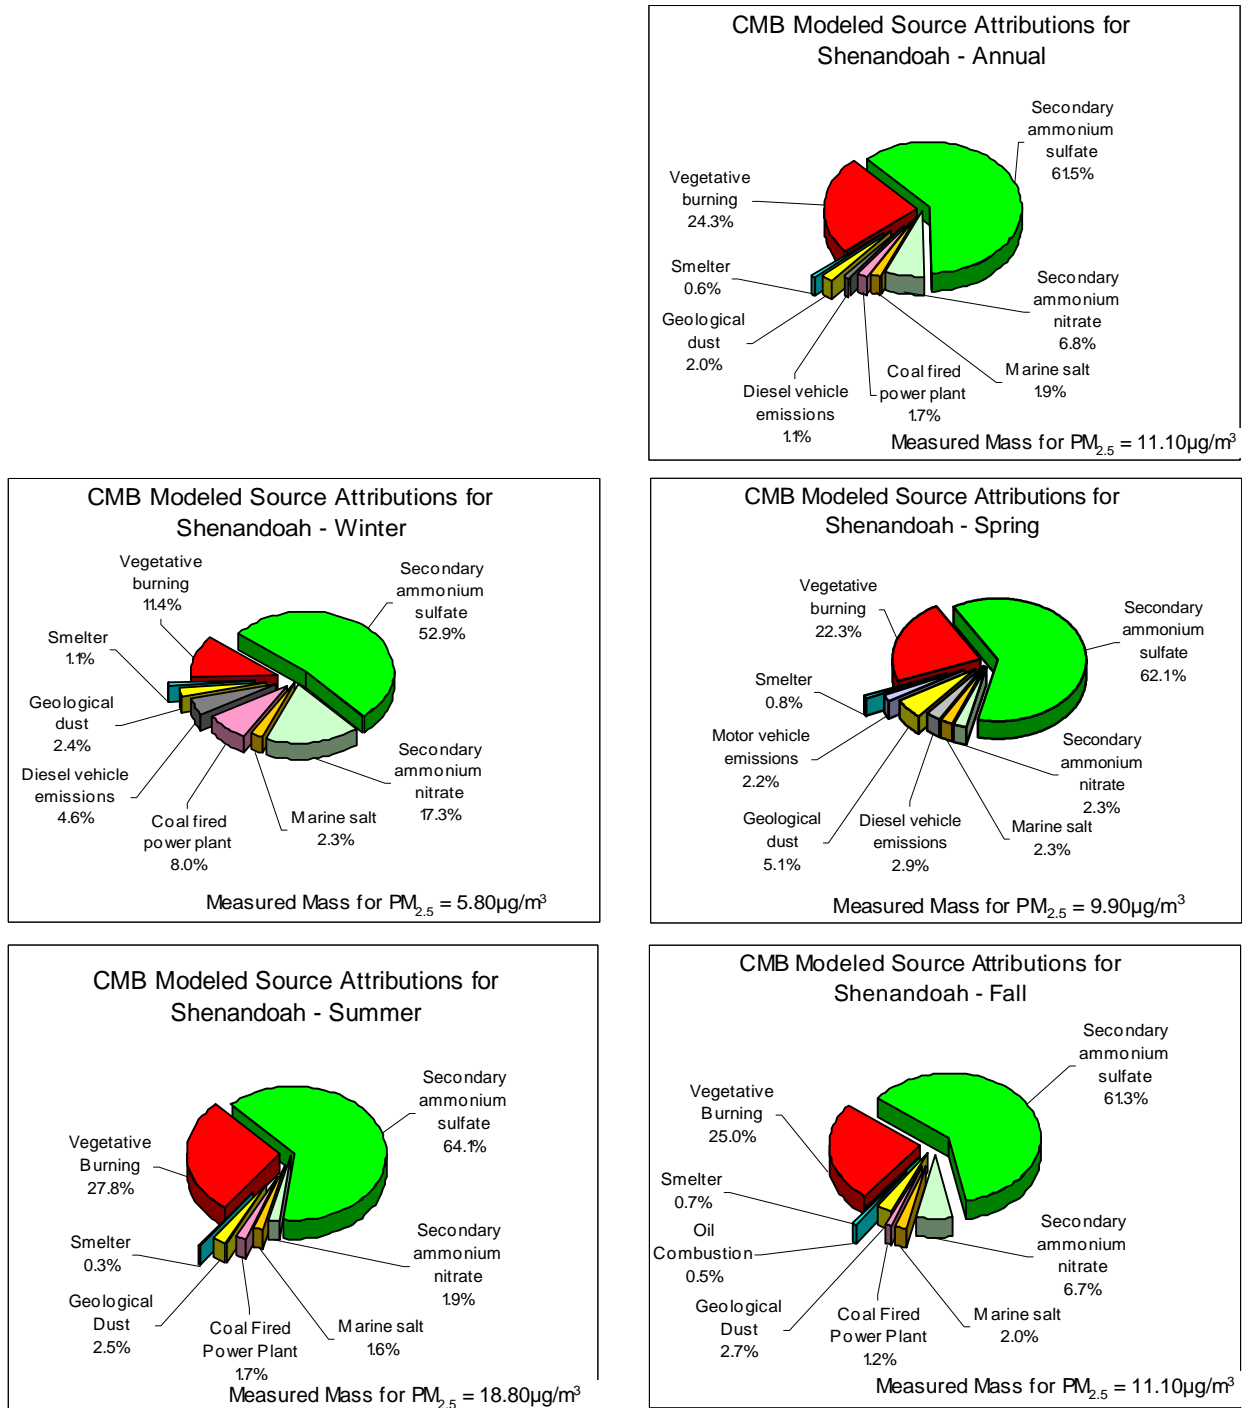 CMB Modeled Source Attributions for
Shenandoah - Annual
Secondary
ammonium
sulfate
61.5%
Vegetative
burning
24.3%
Smelter
0.6%
Geological
dust
2.0%
Diesel vehicle
emissions
1.1%
Coal fired
power plant
1.7%
Marine salt
1.9%
Secondary
ammonium
nitrate
6.8%
Measured Mass for PM2.5 = 11.10µg/m³
CMB Modeled Source Attributions for
Shenandoah - Winter
Vegetative
burning
11.4%
Secondary
ammonium
sulfate
52.9%
Smelter
1.1%
Geological
dust
2.4%
Diesel vehicle
emissions
4.6%
Coal fired
power plant
8.0%
Marine salt
2.3%
Secondary
ammonium
nitrate
17.3%
Measured Mass for PM2.5 = 5.80µg/m³
CMB Modeled Source Attributions for
Shenandoah - Spring
Vegetative
burning
22.3%
Secondary
ammonium
sulfate
62.1%
Smelter
0.8%
Motor vehicle
emissions
2.2%
Geological
dust
5.1%
Diesel vehicle
emissions
2.9%
Marine salt
2.3%
Secondary
ammonium
nitrate
2.3%
Measured Mass for PM2.5 = 9.90µg/m³
CMB Modeled Source Attributions for
Shenandoah - Summer
Secondary
ammonium
sulfate
64.1%
Vegetative
Burning
27.8%
Smelter
0.3%
Geological
Dust
2.5%
Coal Fired
Power Plant
1.7%
Marine salt
1.6%
Secondary
ammonium
nitrate
1.9%
Measured Mass for PM2.5 = 18.80µg/m³
CMB Modeled Source Attributions for
Shenandoah - Fall
Secondary
ammonium
sulfate
61.3%
Vegetative
Burning
25.0%
Smelter
0.7%
Oil
Combustion
0.5%
Geological
Dust
2.7%
Coal Fired
Power Plant
1.2%
Marine salt
2.0%
Secondary
ammonium
nitrate
6.7%
Measured Mass for PM2.5 = 11.10µg/m³